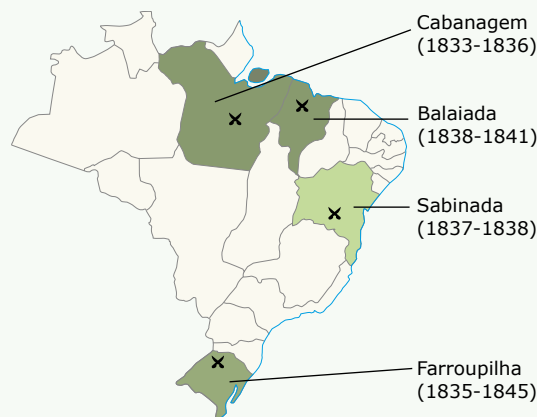 Cabanagem
(1833-1836)
Balaiada
(1838-1841)
Sabinada
(1837-1838)
Farroupilha
(1835-1845)